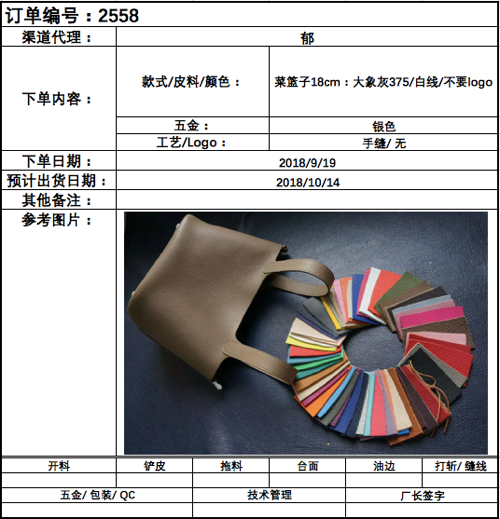 订单编号：2558
渠道代理： 郁
下单内容： 款式/皮料/颜色： 菜篮子18cm：大象灰375/白线/不要logo
五金： 银色
工艺/Logo： 手缝/ 无
下单日期： 2018/9/19
预计出货日期： 2018/10/14
其他备注：
参考图片：
开料 铲皮 拖料 台面 油边 打斩/ 缝线
五金/ 包装/ QC 技术管理 厂长签字